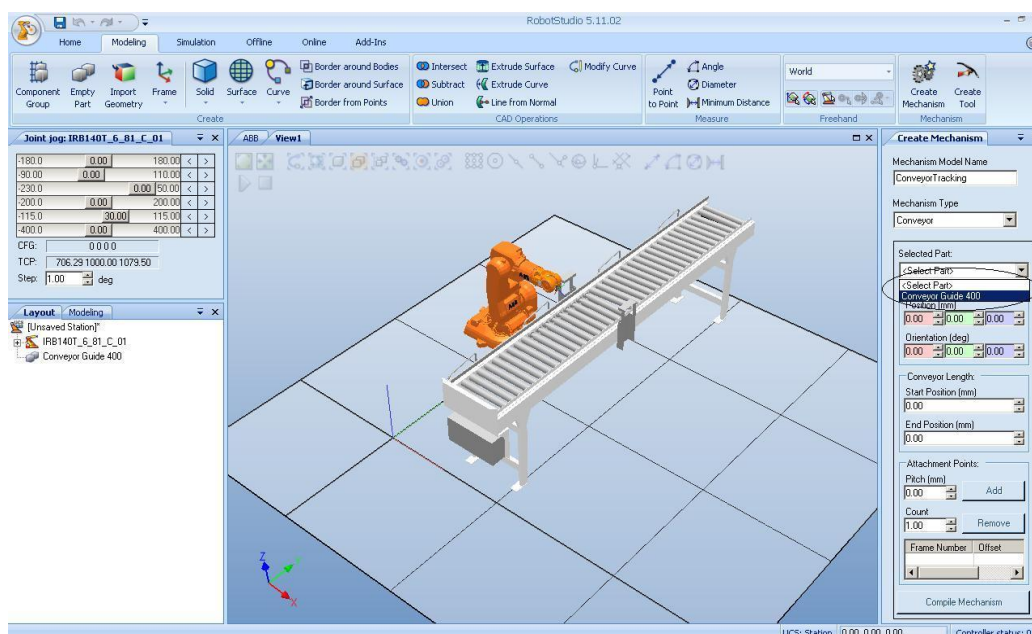 RobotStudio 5.11.02
Home Modeling Simulation Offline Online Add-Ins
Component Group
Empty Part
Import Geometry
Frame
Solid
Surface
Curve
Border around Bodies
Border around Surface
Border from Points
Create
Intersect
Subtract
Union
Extrude Surface
Extrude Curve
Line from Normal
Modify Curve
CAD Operations
Point to Point
Angle
Diameter
Minimum Distance
Measure
World
Freehand
Create Mechanism
Create Tool
Mechanism
Joint jog: IRB140T_6_81_C_01
-180.0 0.00 180.00 < >
-90.00 0.00 110.00 < >
-230.0 0.00 50.00 < >
-200.0 0.00 200.00 < >
-115.0 30.00 115.00 < >
-400.0 0.00 400.00 < >
CFG: 0 0 0 0
TCP: 706.29 1000.00 1079.50
Step: 1.00 deg
Layout Modeling
[Unsaved Station]*
IRB140T_6_81_C_01
Conveyor Guide 400
ABB View1
Z
X
Create Mechanism
Mechanism Model Name
ConveyorTracking
Mechanism Type
Conveyor
Selected Part:
<Select Part>
<Select Part>
Conveyor Guide 400
Position (mm)
0.00 0.00 0.00
Orientation (deg)
0.00 0.00 0.00
Conveyor Length:
Start Position (mm)
0.00
End Position (mm)
0.00
Attachment Points:
Pitch (mm)
0.00 Add
Count
1.00 Remove
Frame Number Offset
Compile Mechanism
UCS: Station 0.00 0.00 0.00 Controller status: 0